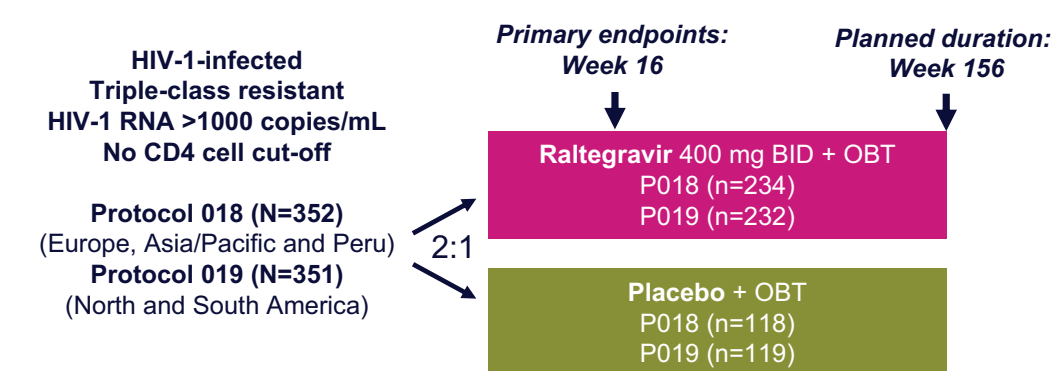 HIV-1-infected
Triple-class resistant
HIV-1 RNA >1000 copies/mL
No CD4 cell cut-off
Protocol 018 (N=352)
(Europe, Asia/Pacific and Peru)
Protocol 019 (N=351)
(North and South America)
2:1
Primary endpoints:
Week 16
Planned duration:
Week 156
Raltegravir 400 mg BID + OBT
P018 (n=234)
P019 (n=232)
Placebo + OBT
P018 (n=118)
P019 (n=119)